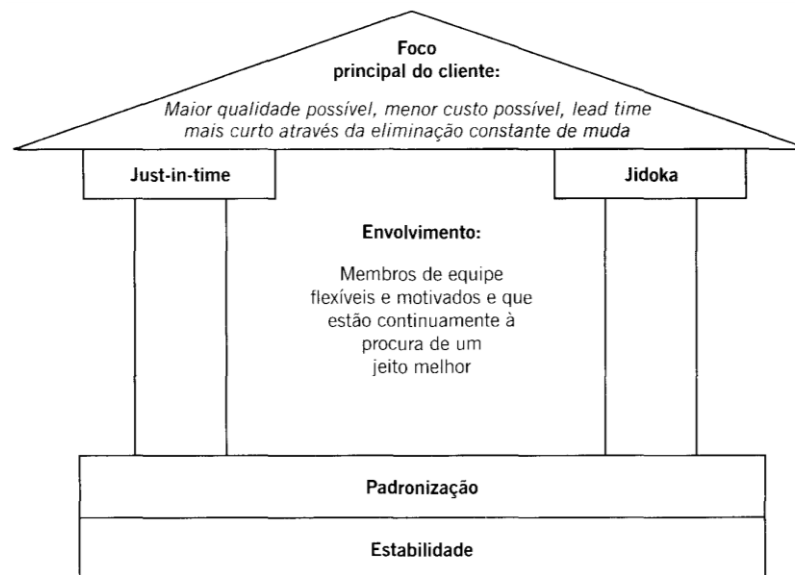 Foco
principal do cliente:
Maior qualidade possível, menor custo possível, lead time
mais curto através da eliminação constante de muda
Just-in-time
Jidoka
Envolvimento:
Membros de equipe
flexíveis e motivados e que
estão continuamente à
procura de um
jeito melhor
Padronização
Estabilidade